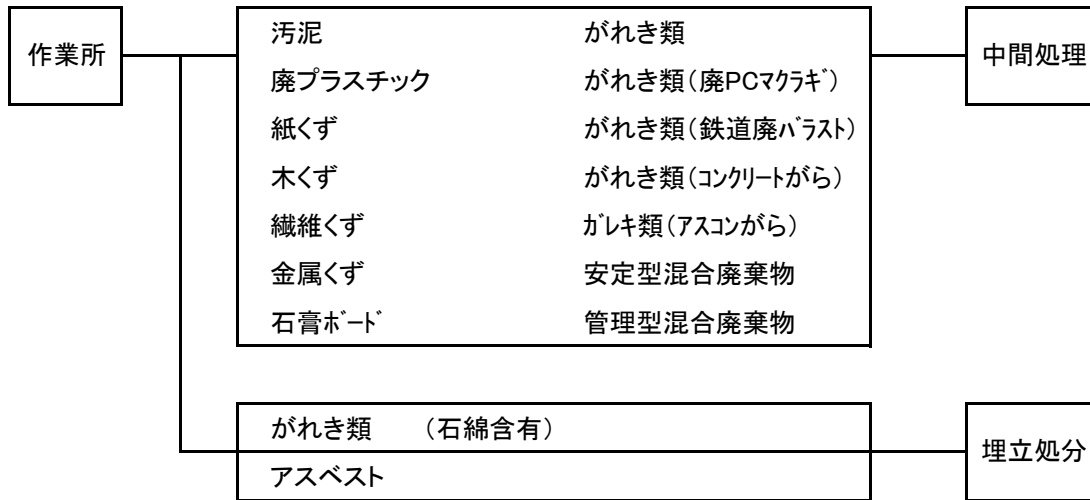 作業所
汚泥
がれき類
廃プラスチック
がれき類(廃PCﾏｸﾗｷﾞ)
紙くず
がれき類(鉄道廃ﾊﾞﾗｽﾄ)
木くず
がれき類(ｺﾝｸﾘｰﾄがら)
繊維くず
ｶﾞﾚｷ類(ｱｽｺﾝがら)
金属くず
安定型混合廃棄物
石膏ﾎﾞｰﾄﾞ
管理型混合廃棄物
中間処理
がれき類　　(石綿含有)
アスベスト
埋立処分